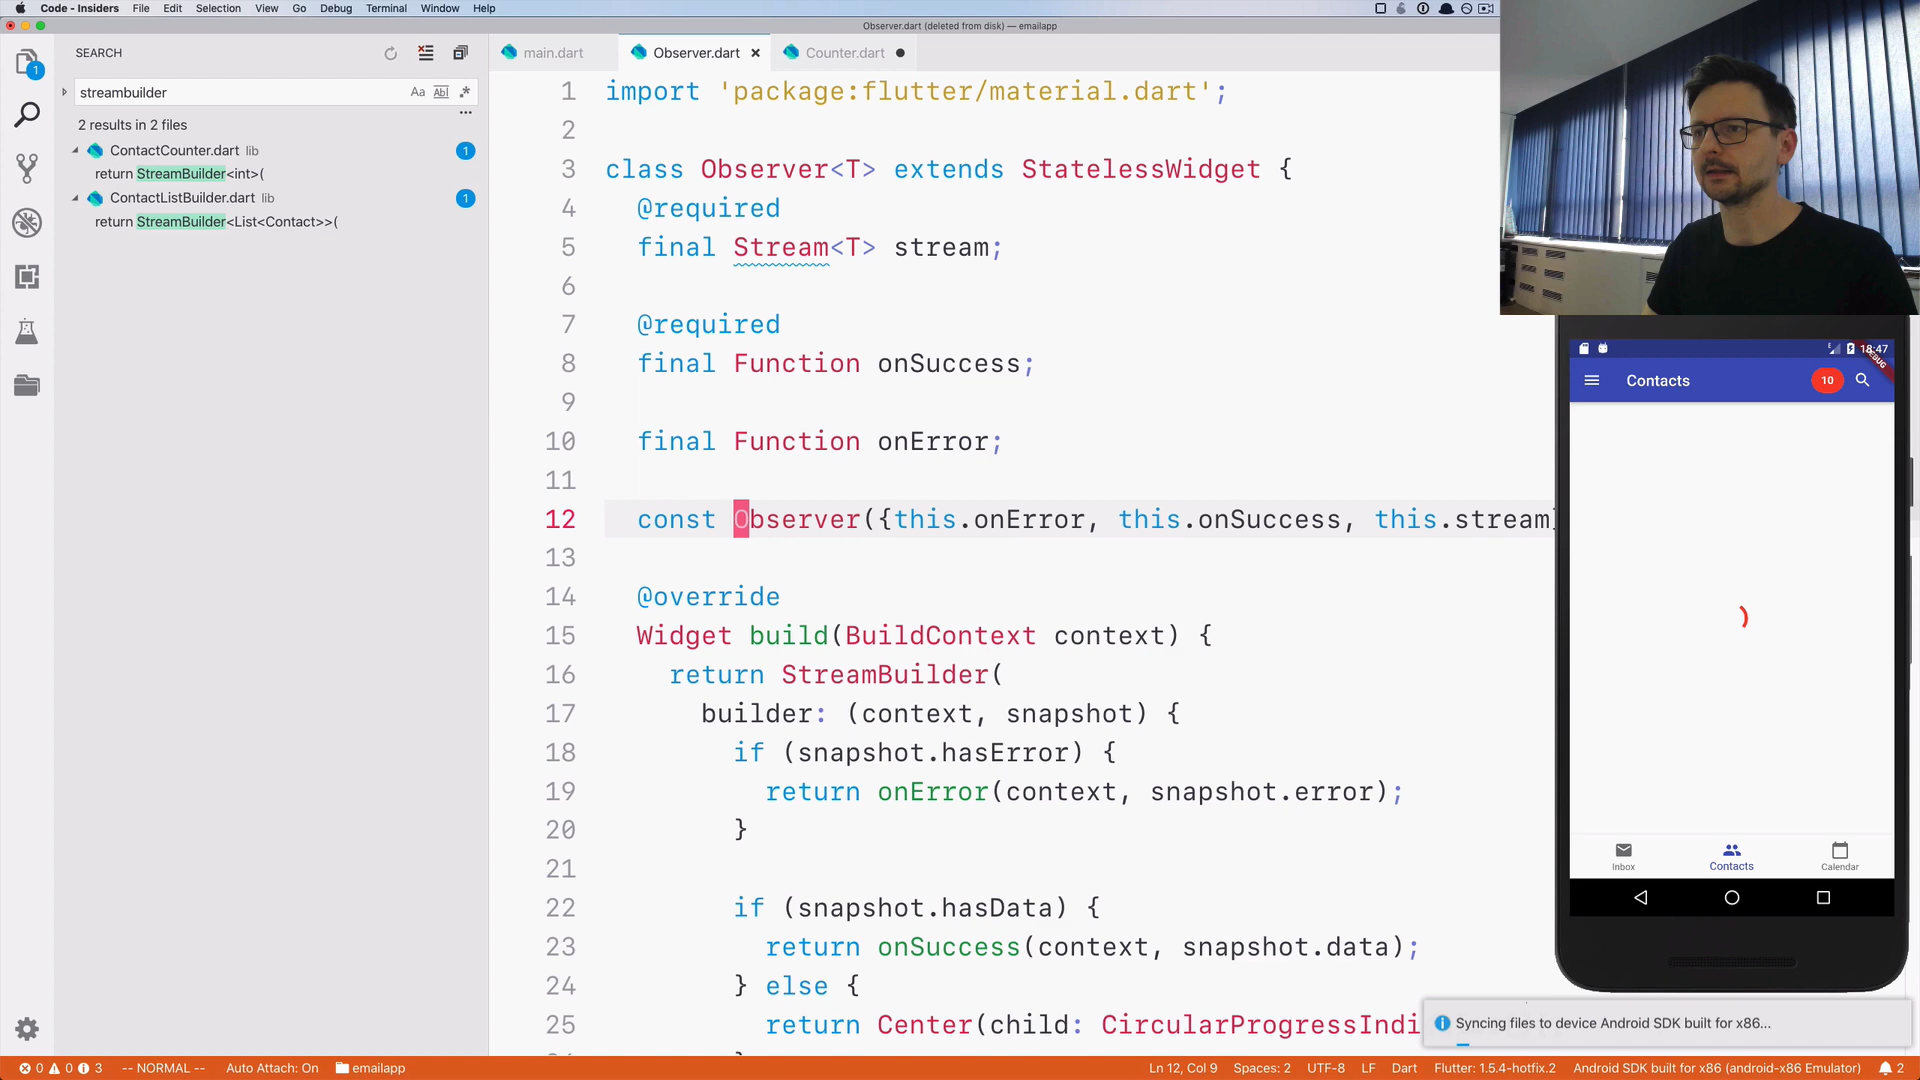 Code - Insiders File Edit Selection View Go Debug Terminal Window Help
Observer.dart (deleted from disk) — emailapp
SEARCH
main.dart
Observer.dart
Counter.dart
1
streambuilder
Aa Abl .*
2 results in 2 files
ContactCounter.dart lib 1
return StreamBuilder<int>(
ContactListBuilder.dart lib 1
return StreamBuilder<List<Contact>>(
1 import 'package:flutter/material.dart';
2
3 class Observer<T> extends StatelessWidget {
4 @required
5 final Stream<T> stream;
6
7 @required
8 final Function onSuccess;
9
10 final Function onError;
11
12 const Observer({this.onError, this.onSuccess, this.stream}
13
14 @override
15 Widget build(BuildContext context) {
16 return StreamBuilder(
17 builder: (context, snapshot) {
18 if (snapshot.hasError) {
19 return onError(context, snapshot.error);
20 }
21
22 if (snapshot.hasData) {
23 return onSuccess(context, snapshot.data);
24 } else {
25 return Center(child: CircularProgressIndi
18:47
DEBUG
Contacts 10
Inbox Contacts Calendar
Syncing files to device Android SDK built for x86...
0 0 3 -- NORMAL -- Auto Attach: On emailapp Ln 12, Col 9 Spaces: 2 UTF-8 LF Dart Flutter: 1.5.4-hotfix.2 Android SDK built for x86 (android-x86 Emulator) 2